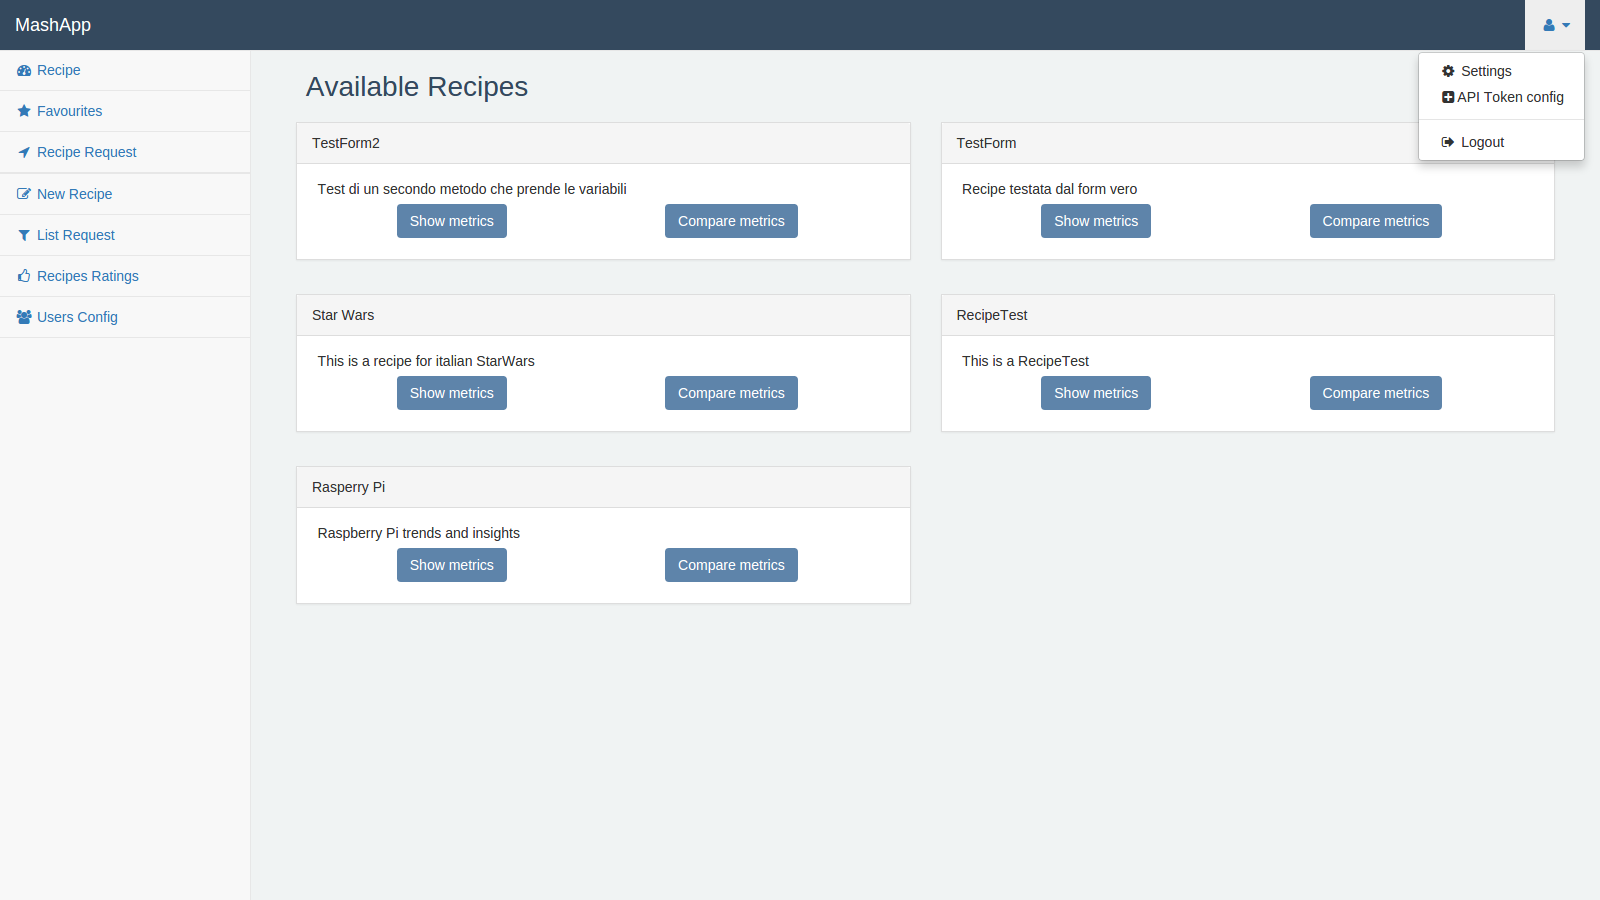 MashApp
Settings
API Token config
Logout
Recipe
Favourites
Recipe Request
New Recipe
List Request
Recipes Ratings
Users Config
Available Recipes
TestForm2
Test di un secondo metodo che prende le variabili
Show metrics
Compare metrics
TestForm
Recipe testata dal form vero
Show metrics
Compare metrics
Star Wars
This is a recipe for italian StarWars
Show metrics
Compare metrics
RecipeTest
This is a RecipeTest
Show metrics
Compare metrics
Rasperry Pi
Raspberry Pi trends and insights
Show metrics
Compare metrics